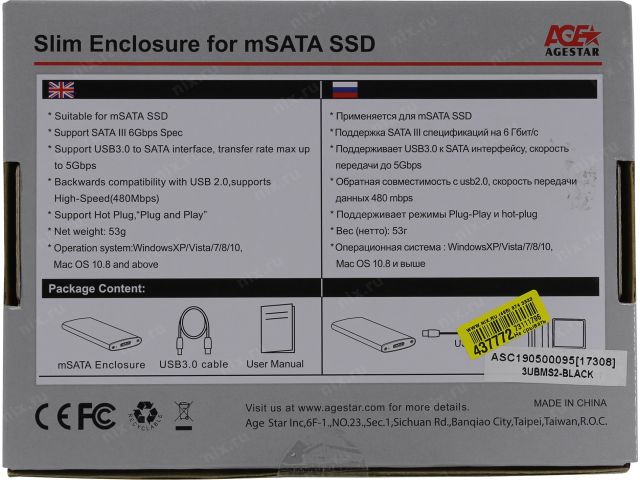 Slim Enclosure for mSATA SSD
AGE★
AGESTAR
* Suitable for mSATA SSD
* Support SATA III 6Gbps Spec
* Support USB3.0 to SATA interface, transfer rate max up
to 5Gbps
* Backwards compatibility with USB 2.0,supports
High-Speed(480Mbps)
* Support Hot Plug,"Plug and Play"
* Net weight: 53g
* Operation system:WindowsXP/Vista/7/8/10,
Mac OS 10.8 and above
* Применяется для mSATA SSD
*Поддержка SATA III спецификаций на 6 Гбит/с
* Поддерживает USB3.0 к SATA интерфейсу, скорость
передачи до 5Gbps
* Обратная совместимость с usb2.0, скорость передачи
данных 480 mbps
* Поддерживает режимы Plug-Play и hot-plug
* Вес (нетто): 53г
*Операционная система : WindowsXP/Vista/7/8/10,
Mac OS 10.8 и выше
Package Content:
mSATA Enclosure
USB3.0 cable
User Manual
437772
ASC190500095[17308]
3UBMS2-BLACK
CE FC
RECYCLABLE
Visit us at www.agestar.com for more details.
MADE IN CHINA
Age Star Inc,6F-1.,NO.23.,Sec.1,Sichuan Rd.,Banqiao City,Taipei,Taiwan,R.O.C.